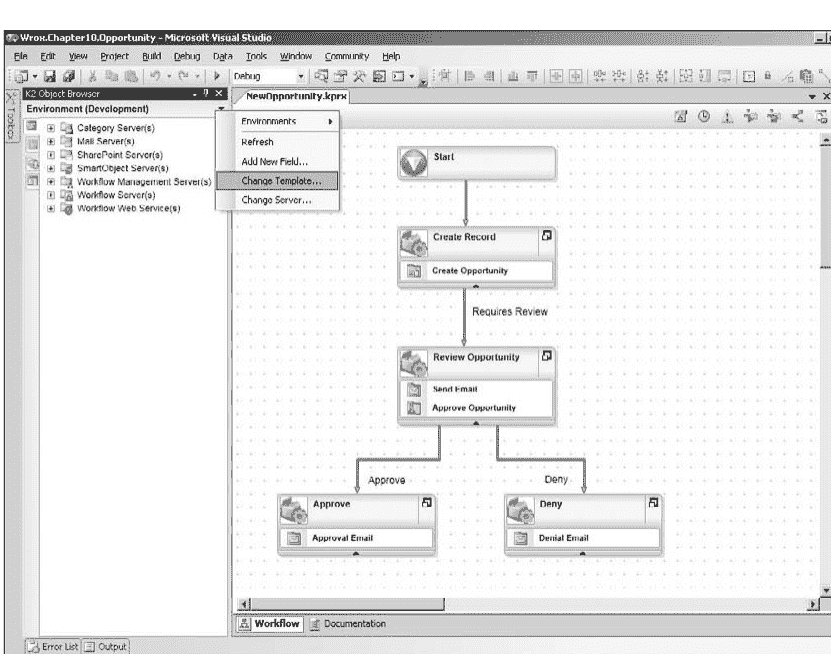 Wrox.Chapter10.Opportunity - Microsoft Visual Studio
File Edit View Project Build Debug Data Tools Window Community Help
Debug
K2 Object Browser
NewOpportunity.kprx
Environment (Development)
K2 Toolbox
Category Server(s)
Mail Server(s)
SharePoint Server(s)
SmartObject Server(s)
Workflow Management Server(s)
Workflow Server(s)
Workflow Web Service(s)
Environments
Refresh
Add New Field...
Change Template...
Change Server...
Start
Create Record
Create Opportunity
Requires Review
Review Opportunity
Send Email
Approve Opportunity
Approve
Deny
Approve
Approval Email
Deny
Denial Email
Workflow Documentation
Error List Output